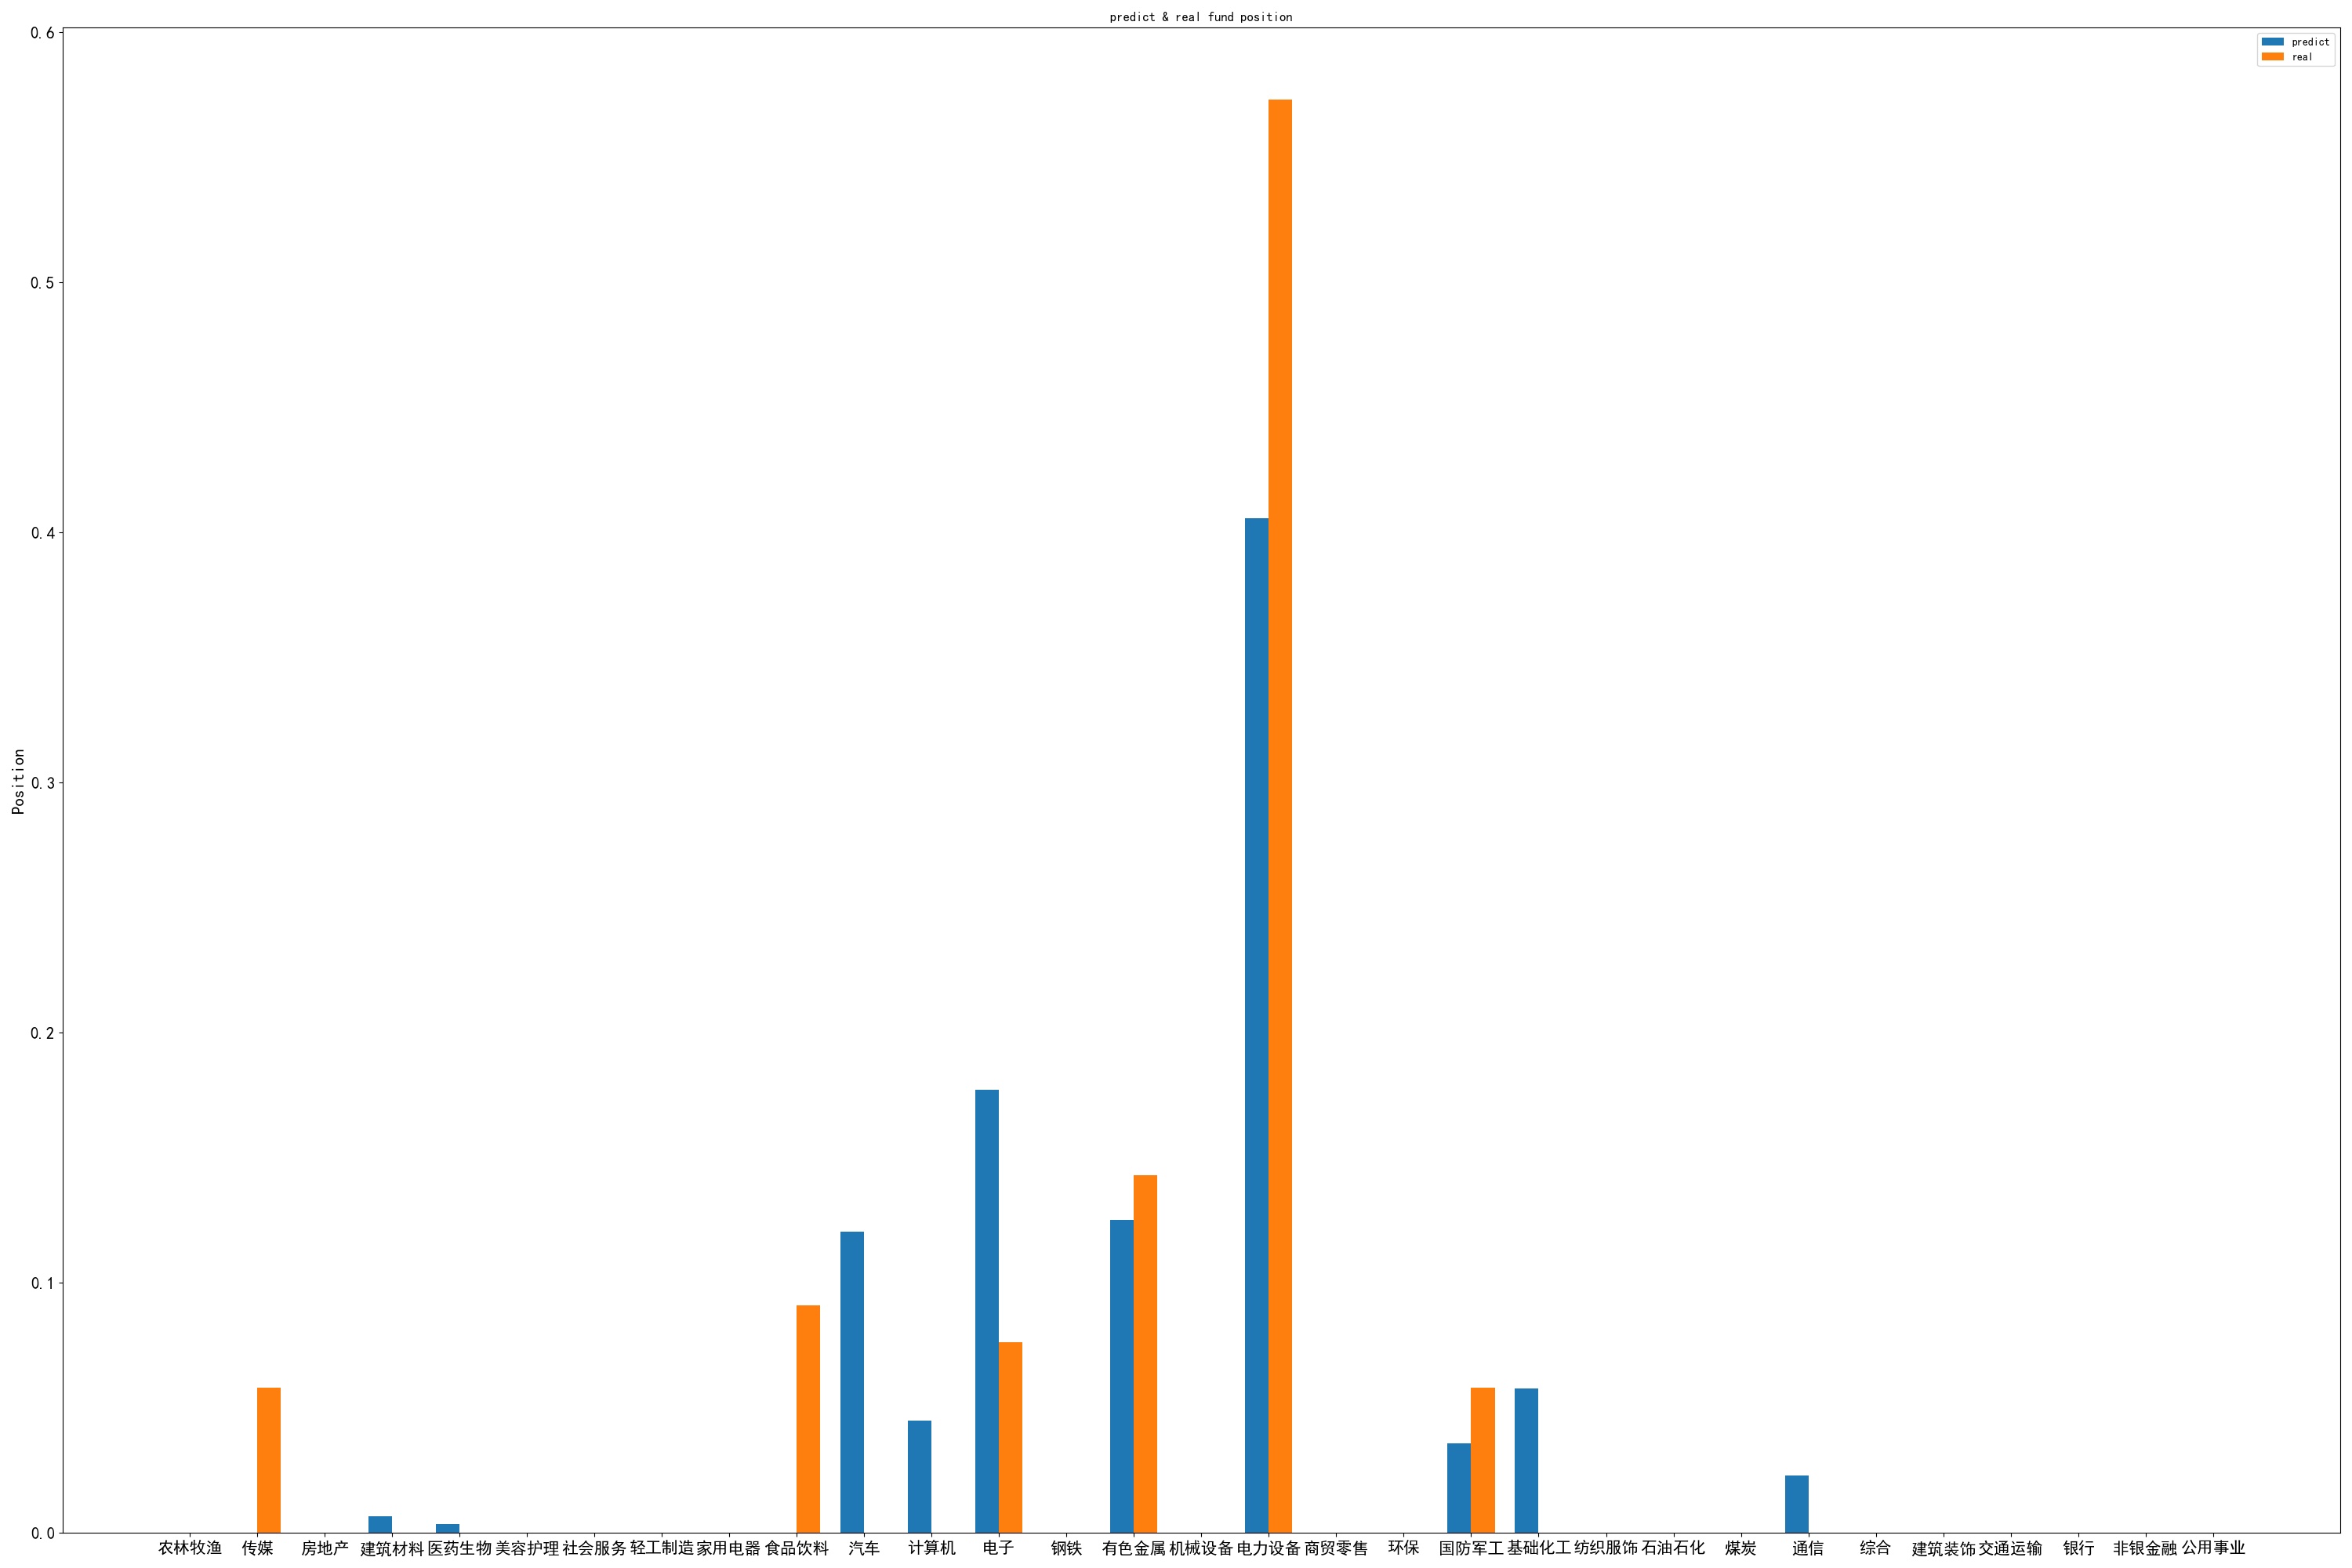 predict & real fund position
predict
real
Position
0.6
0.5
0.4
0.3
0.2
0.1
0.0
农林牧渔 传媒 房地产 建筑材料 医药生物 美容护理 社会服务 轻工制造 家用电器 食品饮料 汽车 计算机 电子 钢铁 有色金属 机械设备 电力设备 商贸零售 环保 国防军工 基础化工 纺织服饰 石油石化 煤炭 通信 综合 建筑装饰 交通运输 银行 非银金融 公用事业